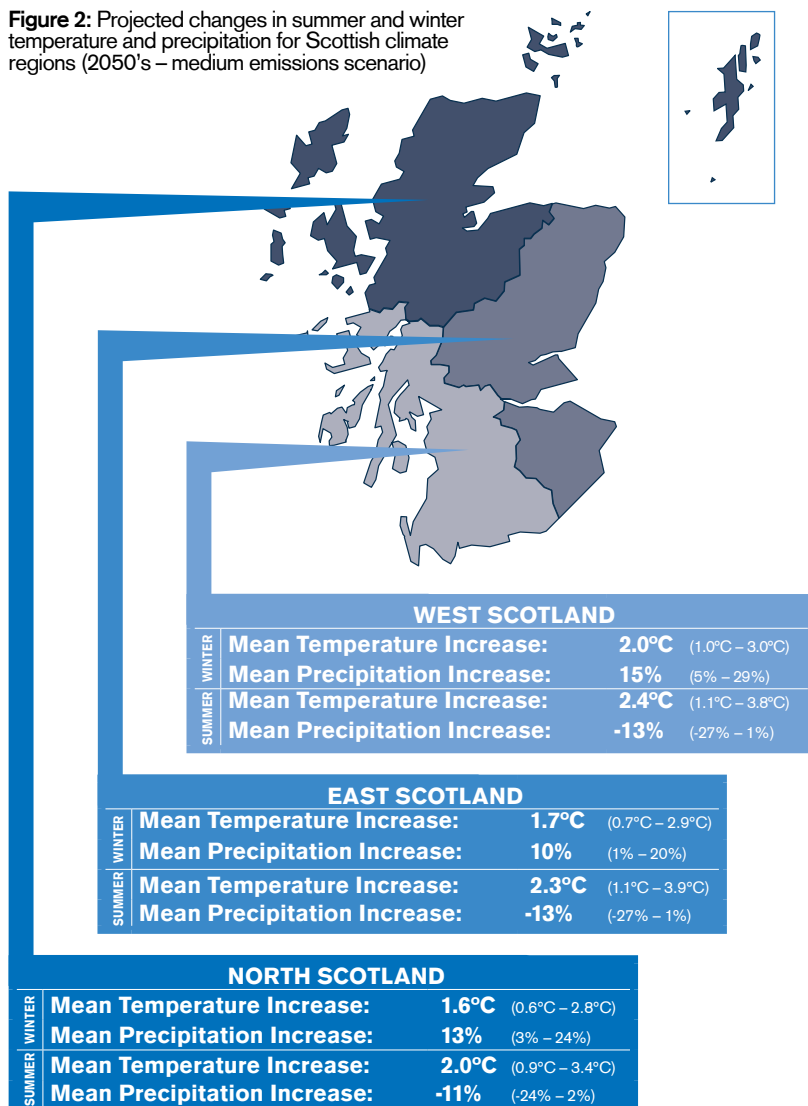 Figure 2: Projected changes in summer and winter
temperature and precipitation for Scottish climate
regions (2050's – medium emissions scenario)
WEST SCOTLAND
WINTER
Mean Temperature Increase: 2.0ºC (1.0ºC – 3.0ºC)
Mean Precipitation Increase: 15% (5% – 29%)
SUMMER
Mean Temperature Increase: 2.4ºC (1.1ºC – 3.8ºC)
Mean Precipitation Increase: -13% (-27% – 1%)
EAST SCOTLAND
WINTER
Mean Temperature Increase: 1.7ºC (0.7ºC – 2.9ºC)
Mean Precipitation Increase: 10% (1% – 20%)
SUMMER
Mean Temperature Increase: 2.3ºC (1.1ºC – 3.9ºC)
Mean Precipitation Increase: -13% (-27% – 1%)
NORTH SCOTLAND
WINTER
Mean Temperature Increase: 1.6ºC (0.6ºC – 2.8ºC)
Mean Precipitation Increase: 13% (3% – 24%)
SUMMER
Mean Temperature Increase: 2.0ºC (0.9ºC – 3.4ºC)
Mean Precipitation Increase: -11% (-24% – 2%)